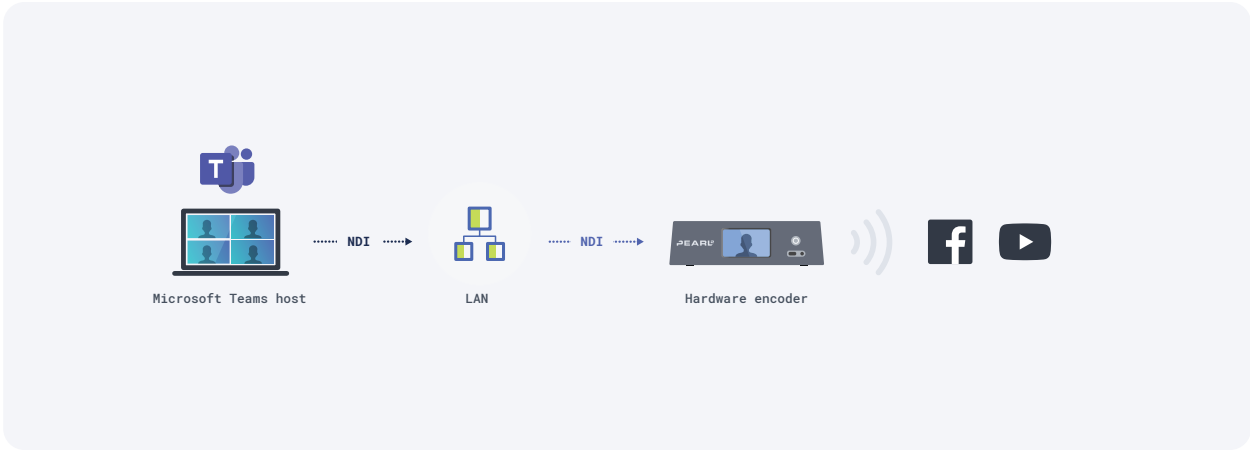 T
NDI
NDI
PEARL
f
Microsoft Teams host
LAN
Hardware encoder